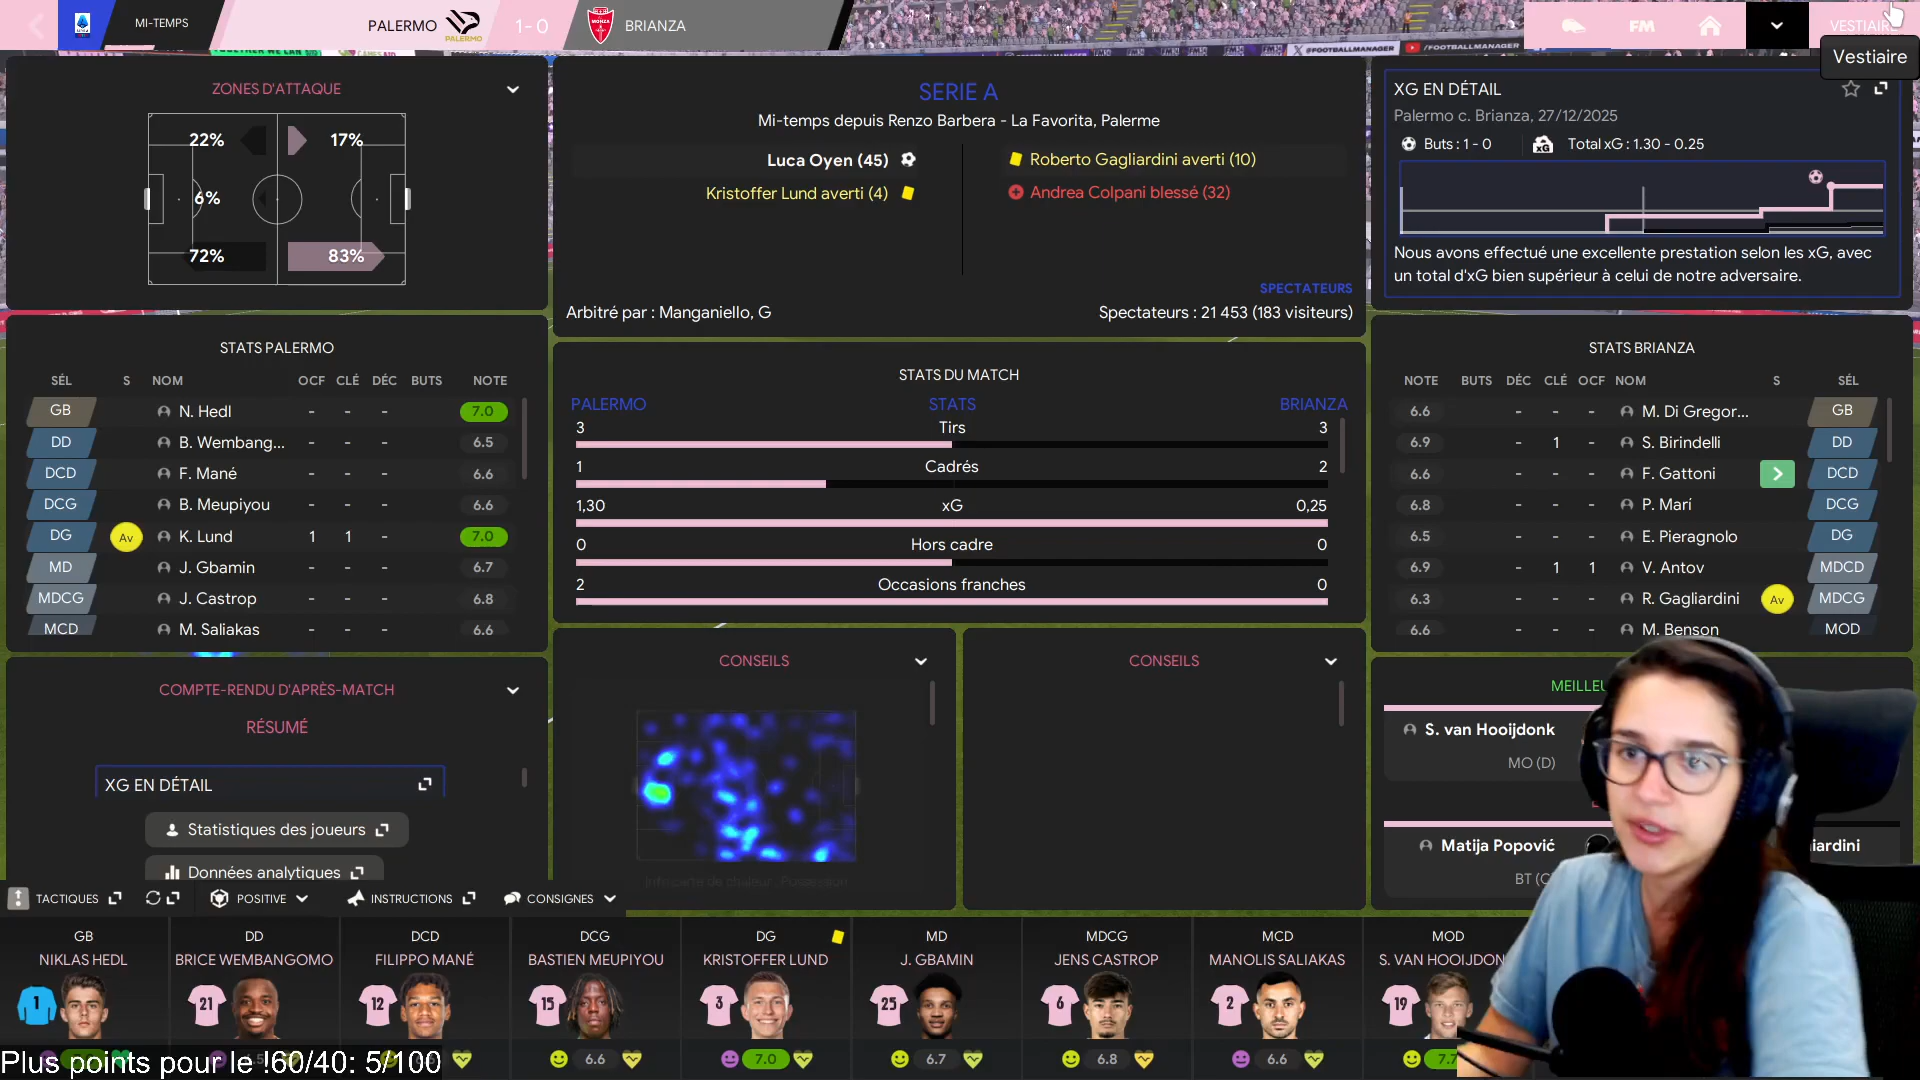 MI-TEMPS
PALERMO
1 - 0
BRIANZA
FM
VESTIAIRE
Vestiaire
ZONES D'ATTAQUE
22%
17%
6%
72%
83%
SERIE A
Mi-temps depuis Renzo Barbera - La Favorita, Palerme
Luca Oyen (45)
Roberto Gagliardini averti (10)
Kristoffer Lund averti (4)
Andrea Colpani blessé (32)
SPECTATEURS
Arbitré par : Manganiello, G
Spectateurs : 21 453 (183 visiteurs)
XG EN DÉTAIL
Palermo c. Brianza, 27/12/2025
Buts : 1 - 0
Total xG : 1.30 - 0.25
Nous avons effectué une excellente prestation selon les xG, avec
un total d'xG bien supérieur à celui de notre adversaire.
STATS PALERMO
SÉL S NOM OCF CLÉ DÉC BUTS NOTE
GB N. Hedl - - - 7.0
DD B. Wembang... - - - 6.5
DCD F. Mané - - - 6.6
DCG B. Meupiyou - - - 6.6
DG Av K. Lund 1 1 - 7.0
MD J. Gbamin - - - 6.7
MDCG J. Castrop - - - 6.8
MCD M. Saliakas - - - 6.6
STATS DU MATCH
PALERMO STATS BRIANZA
3 Tirs 3
1 Cadrés 2
1,30 xG 0,25
0 Hors cadre 0
2 Occasions franches 0
STATS BRIANZA
NOTE BUTS DÉC CLÉ OCF NOM S SÉL
6.6 - - - M. Di Gregor... GB
6.9 - 1 - S. Birindelli DD
6.6 - - - F. Gattoni DCD
6.8 - - - P. Marí DCG
6.5 - - - E. Pieragnolo DG
6.9 - 1 1 V. Antov MDCD
6.3 - - - R. Gagliardini Av MDCG
6.6 - - - M. Benson MOD
COMPTE-RENDU D'APRÈS-MATCH
RÉSUMÉ
XG EN DÉTAIL
Statistiques des joueurs
Données analytiques
CONSEILS
CONSEILS
MEILLEU
S. van Hooijdonk
MO (D)
Matija Popović
iardini
BT (C
TACTIQUES
POSITIVE
INSTRUCTIONS
CONSIGNES
GB DD DCD DCG DG MD MDCG MCD MOD
NIKLAS HEDL BRICE WEMBANGOMO FILIPPO MANÉ BASTIEN MEUPIYOU KRISTOFFER LUND J. GBAMIN JENS CASTROP MANOLIS SALIAKAS S. VAN HOOIJDON
1 21 12 15 3 25 6 2 19
6.6 7.0 6.7 6.8 6.6 7.7
Plus points pour le !60/40: 5/100